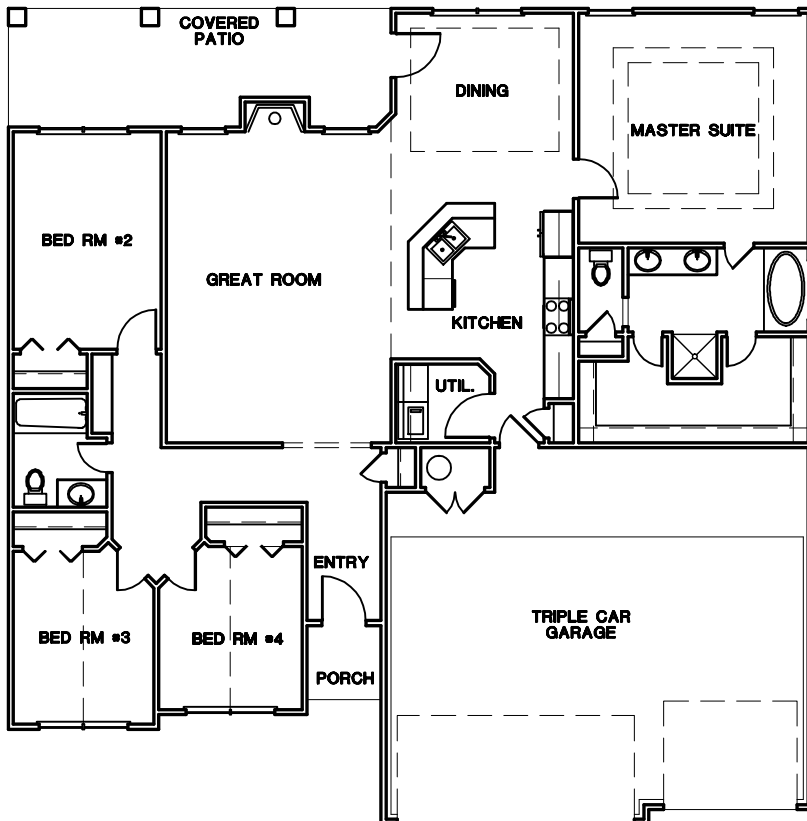 COVERED
PATIO
DINING
MASTER SUITE
BED RM #2
GREAT ROOM
KITCHEN
UTIL.
ENTRY
BED RM #3
BED RM #4
TRIPLE CAR
GARAGE
PORCH